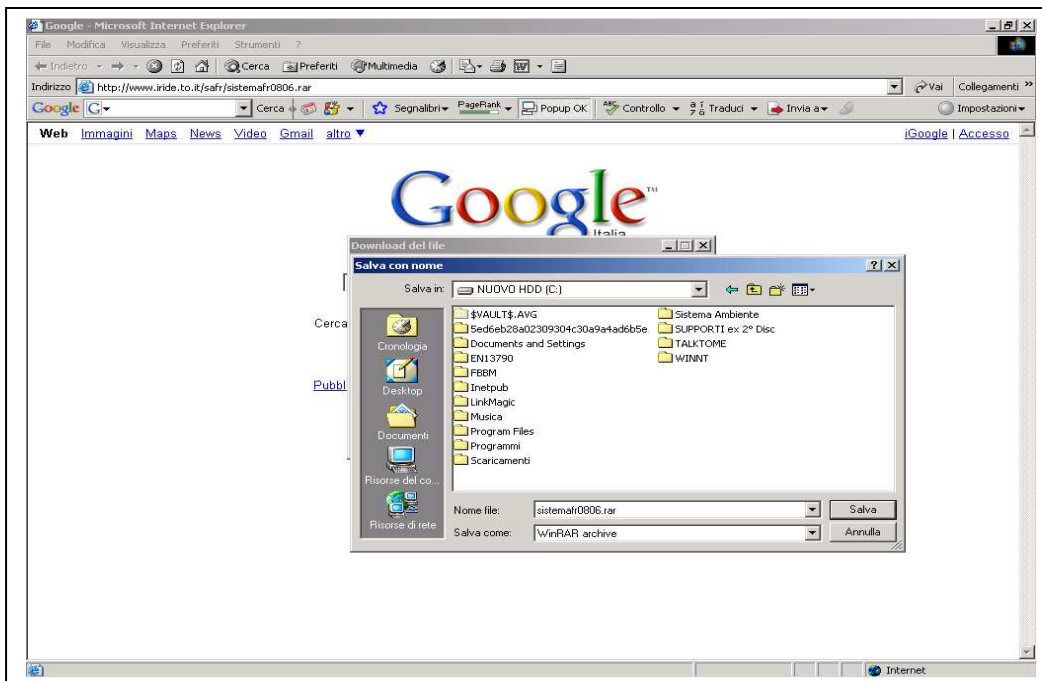 Google - Microsoft Internet Explorer
File Modifica Visualizza Preferiti Strumenti ?
Indietro Cerca Preferiti Multimedia
Indirizzo http://www.iride.to.it/safr/sistemafr0806.rar Vai Collegamenti »
Google G Cerca Segnalibri PageRank Popup OK ABC Controllo Traduci Invia a Impostazioni
Web Immagini Maps News Video Gmail altro ▼ iGoogle | Accesso
Google™
Italia
Download del file
Salva con nome
Salva in: NUOVO HDD (C:)
Cerca
Pubbl
Cronologia
Desktop
Documenti
Risorse del co...
Risorse di rete
$VAULT$.AVG
5ed6eb28a02309304c30a9a4ad6b5e
Documents and Settings
EN13790
FBBM
Inetpub
LinkMagic
Musica
Program Files
Programmi
Scaricamenti
Sistema Ambiente
SUPPORTI ex 2° Disc
TALKTOME
WINNT
Nome file: sistemafr0806.rar Salva
Salva come: WinRAR archive Annulla
Internet